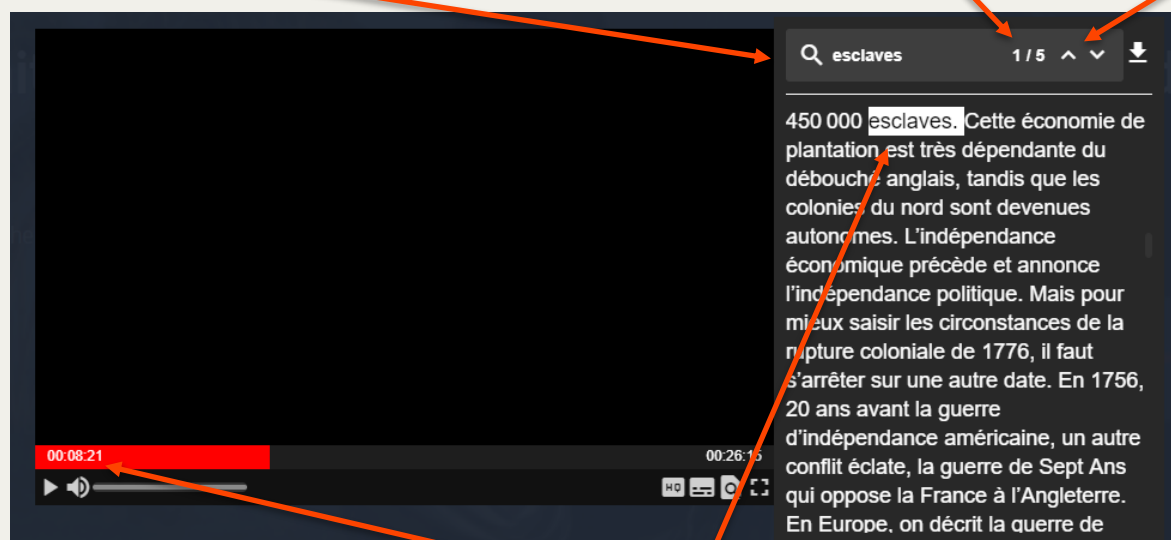 esclaves 1 / 5
450 000 esclaves. Cette économie de
plantation est très dépendante du
débouché anglais, tandis que les
colonies du nord sont devenues
autonomes. L’indépendance
économique précède et annonce
l’indépendance politique. Mais pour
mieux saisir les circonstances de la
rupture coloniale de 1776, il faut
s’arrêter sur une autre date. En 1756,
20 ans avant la guerre
d’indépendance américaine, un autre
conflit éclate, la guerre de Sept Ans
qui oppose la France à l’Angleterre.
En Europe, on décrit la guerre de
00:08:21 00:26:15
HQ